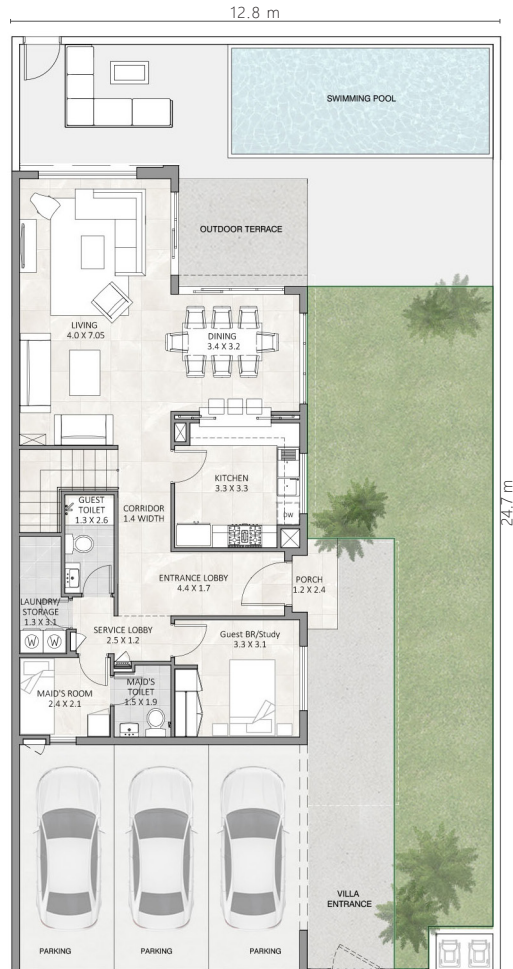 12.8 m
SWIMMING POOL
OUTDOOR TERRACE
LIVING
4.0 X 7.05
DINING
3.4 X 3.2
KITCHEN
3.3 X 3.3
GUEST
TOILET
1.3 X 2.6
CORRIDOR
1.4 WIDTH
DW
24.7 m
ENTRANCE LOBBY
4.4 X 1.7
PORCH
1.2 X 2.4
LAUNDRY/
STORAGE
1.3 X 3.1
W W
SERVICE LOBBY
2.5 X 1.2
Guest BR/Study
3.3 X 3.1
MAID'S ROOM
2.4 X 2.1
MAID'S
TOILET
1.5 X 1.9
VILLA
ENTRANCE
PARKING
PARKING
PARKING